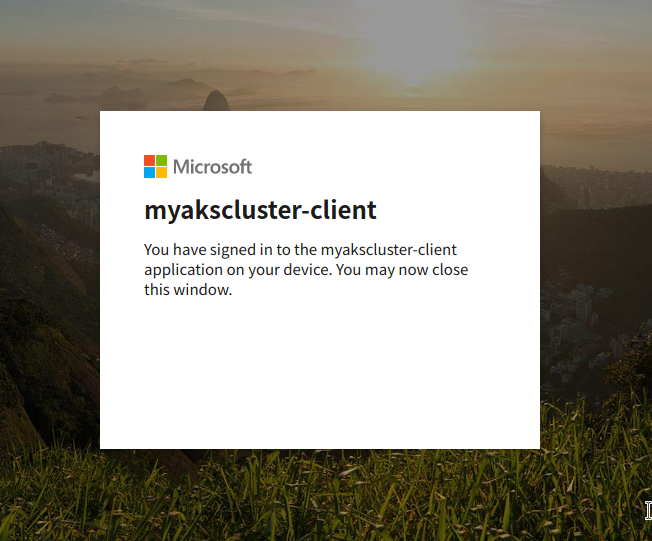 Microsoft
myakscluster-client
You have signed in to the myakscluster-client
application on your device. You may now close
this window.